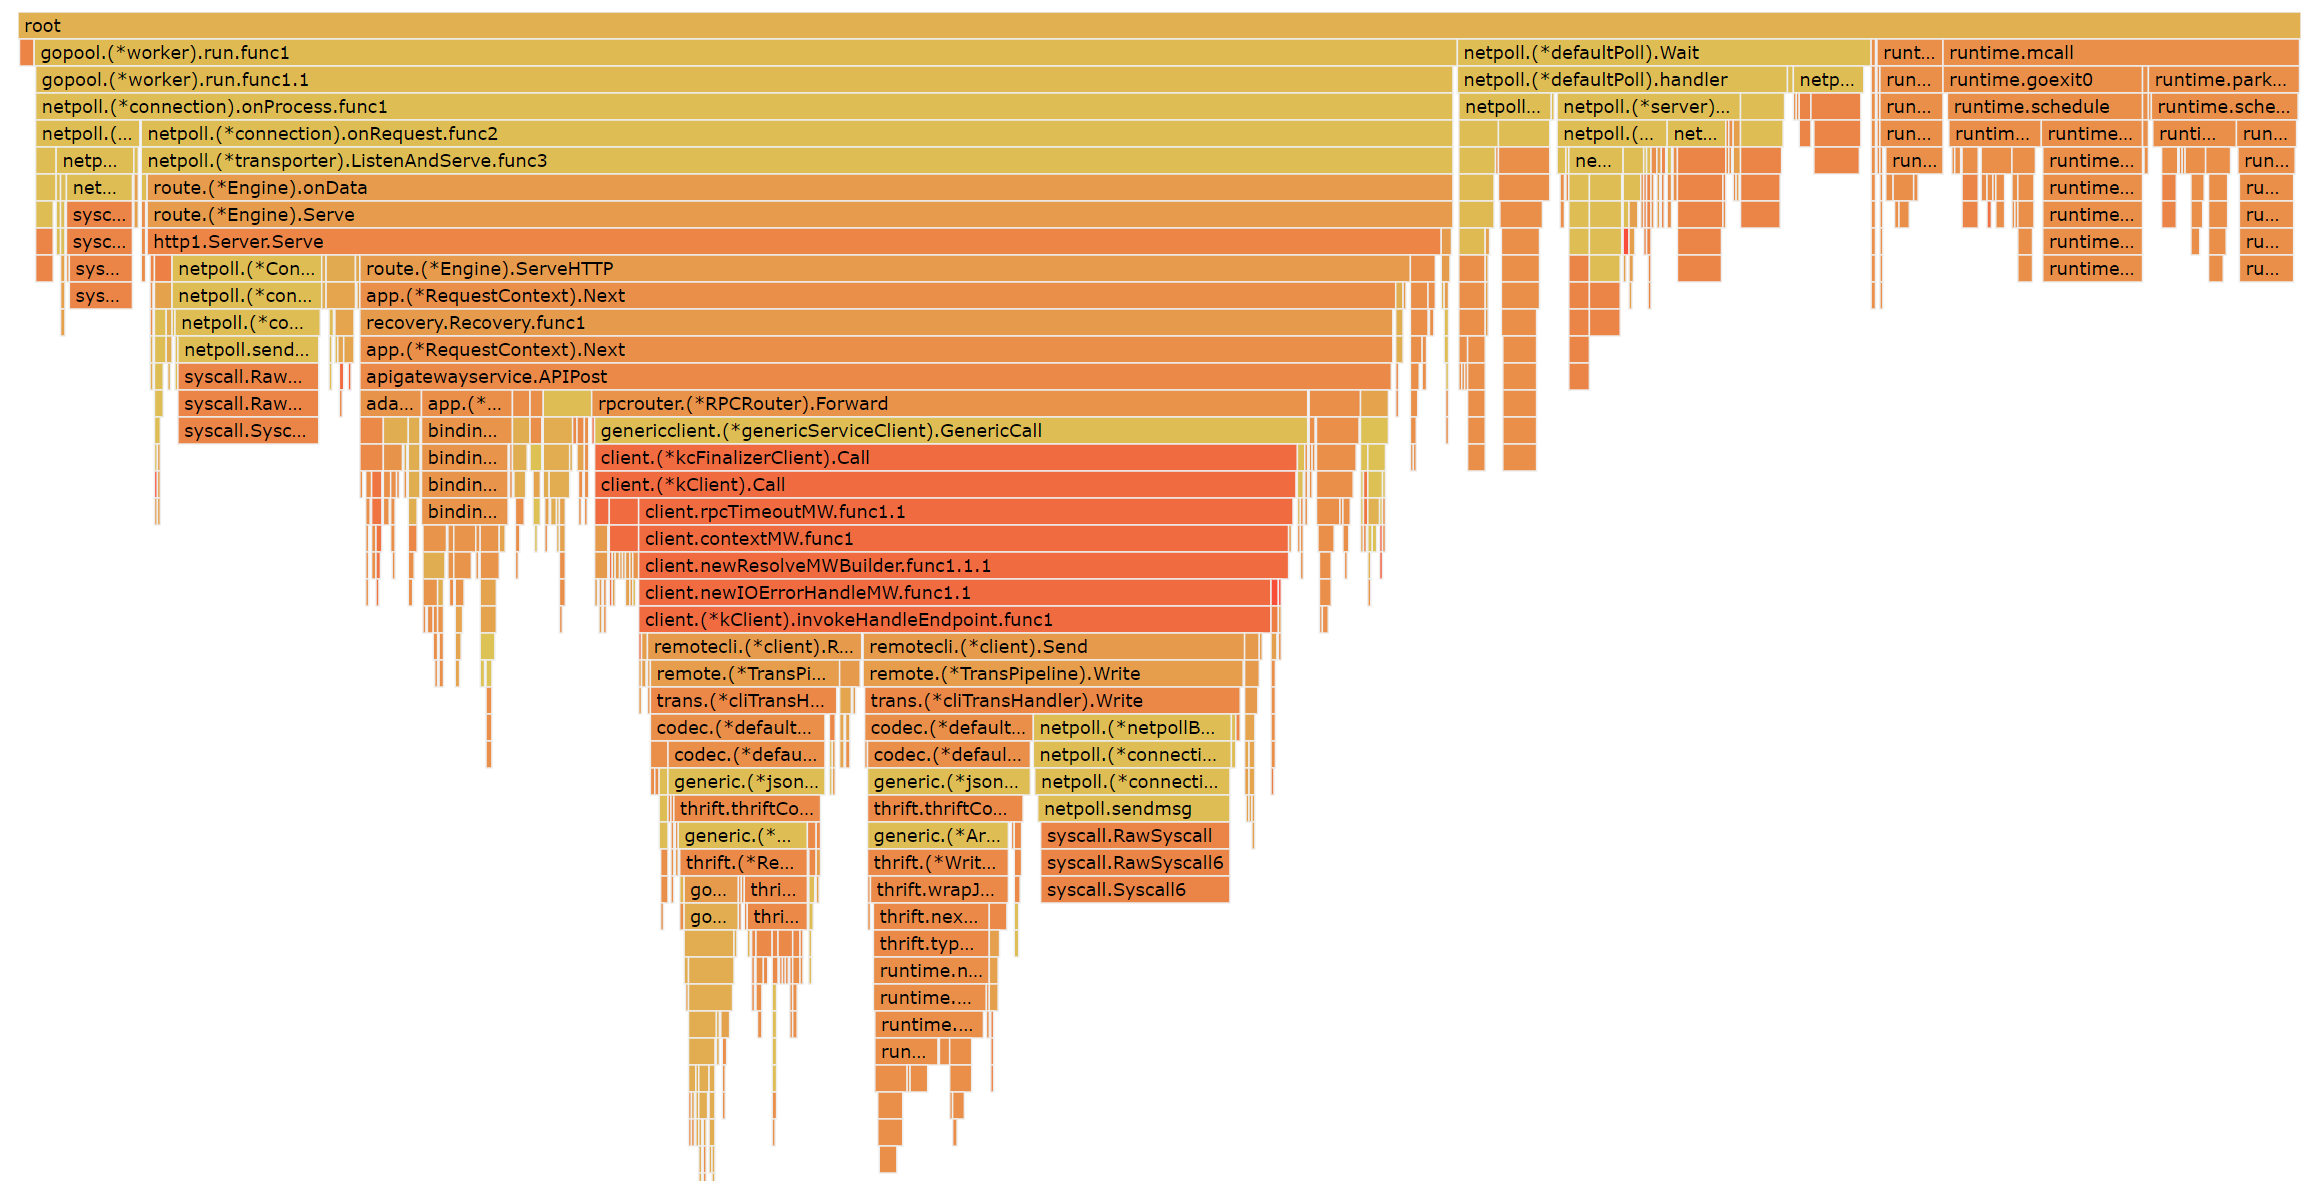 root
gopool.(*worker).run.func1 netpoll.(*defaultPoll).Wait runt... runtime.mcall
gopool.(*worker).run.func1.1 netpoll.(*defaultPoll).handler netp... run... runtime.goexit0 runtime.park...
netpoll.(*connection).onProcess.func1 netpoll... netpoll.(*server)... run... runtime.schedule runtime.sche...
netpoll.(... netpoll.(*connection).onRequest.func2 netpoll.(... net... run... runtim... runtime... runti... run...
netp... netpoll.(*transporter).ListenAndServe.func3 ne... run... runtime... run...
net... route.(*Engine).onData runtime... ru...
sysc... route.(*Engine).Serve runtime... ru...
sysc... http1.Server.Serve runtime... ru...
sys... netpoll.(*Con... route.(*Engine).ServeHTTP runtime... ru...
sys... netpoll.(*con... app.(*RequestContext).Next
netpoll.(*co... recovery.Recovery.func1
netpoll.send... app.(*RequestContext).Next
syscall.Raw... apigatewayservice.APIPost
syscall.Raw... ada... app.(*... rpcrouter.(*RPCRouter).Forward
syscall.Sysc... bindin... genericclient.(*genericServiceClient).GenericCall
bindin... client.(*kcFinalizerClient).Call
bindin... client.(*kClient).Call
bindin... client.rpcTimeoutMW.func1.1
client.contextMW.func1
client.newResolveMWBuilder.func1.1.1
client.newIOErrorHandleMW.func1.1
client.(*kClient).invokeHandleEndpoint.func1
remotecli.(*client).R... remotecli.(*client).Send
remote.(*TransPi... remote.(*TransPipeline).Write
trans.(*cliTransH... trans.(*cliTransHandler).Write
codec.(*default... codec.(*default... netpoll.(*netpollB...
codec.(*defau... codec.(*defaul... netpoll.(*connecti...
generic.(*json... generic.(*json... netpoll.(*connecti...
thrift.thriftCo... thrift.thriftCo... netpoll.sendmsg
generic.(*... generic.(*Ar... syscall.RawSyscall
thrift.(*Re... thrift.(*Writ... syscall.RawSyscall6
go... thri... thrift.wrapJ... syscall.Syscall6
go... thri... thrift.nex...
thrift.typ...
runtime.n...
runtime....
runtime....
run...